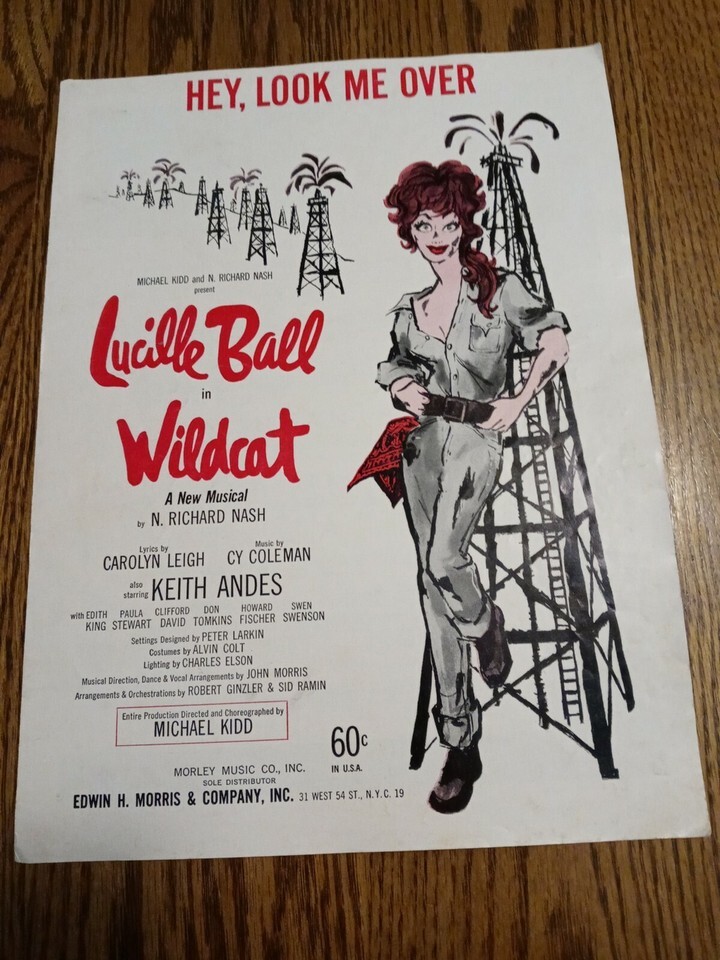 HEY, LOOK ME OVER
MICHAEL KIDD and N. RICHARD NASH
present
Lucille Ball
in
Wildcat
A New Musical
by N. RICHARD NASH
Lyrics by
CAROLYN LEIGH
Music by
CY COLEMAN
also starring KEITH ANDES
with EDITH KING PAULA STEWART CLIFFORD DAVID DON TOMKINS HOWARD FISCHER SWEN SWENSON
Settings Designed by PETER LARKIN
Costumes by ALVIN COLT
Lighting by CHARLES ELSON
Musical Direction, Dance & Vocal Arrangements by JOHN MORRIS
Arrangements & Orchestrations by ROBERT GINZLER & SID RAMIN
Entire Production Directed and Choreographed by
MICHAEL KIDD
60c
IN U.S.A.
MORLEY MUSIC CO., INC.
SOLE DISTRIBUTOR
EDWIN H. MORRIS & COMPANY, INC. 31 WEST 54 ST., N.Y.C. 19